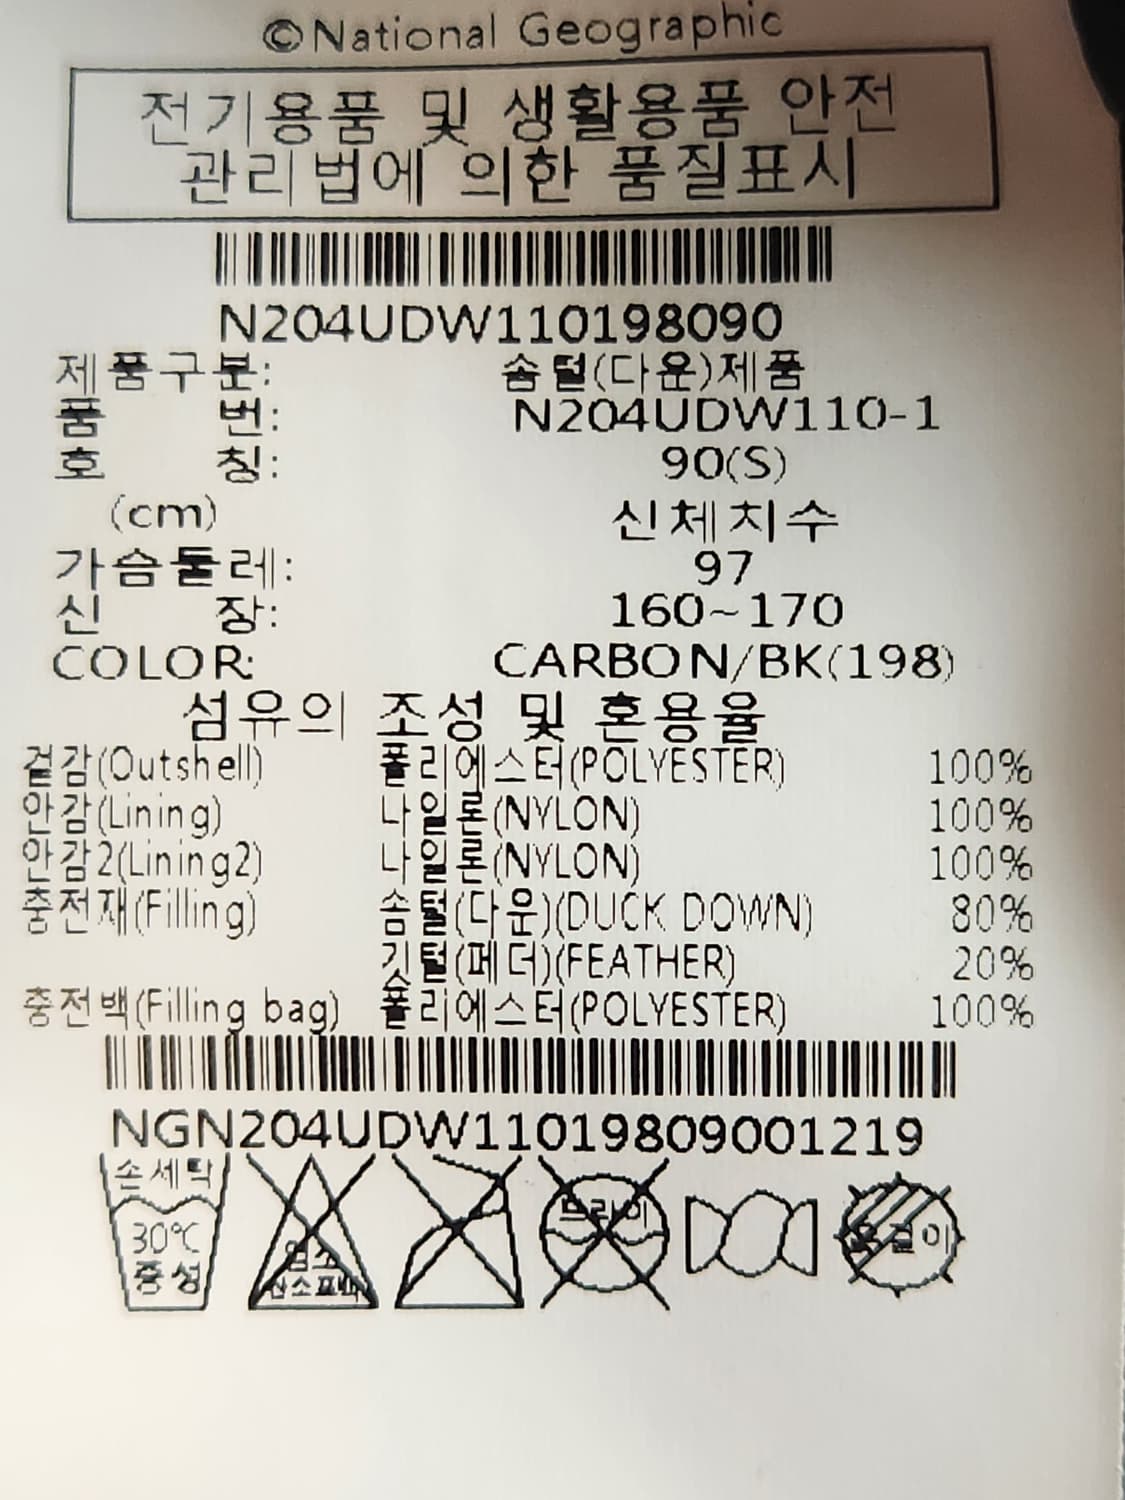 ©National Geographic
전기용품 및 생활용품 안전
관리법에 의한 품질표시
N204UDW110198090
제품구분: 솜털(다운)제품
품 번: N204UDW110-1
호 칭: 90(S)
(cm) 신체치수
가슴둘레: 97
신 장: 160~170
COLOR: CARBON/BK(198)
섬유의 조성 및 혼용율
겉감(Outshell) 폴리에스터(POLYESTER) 100%
안감(Lining) 나일론(NYLON) 100%
안감2(Lining2) 나일론(NYLON) 100%
충전재(Filling) 솜털(다운)(DUCK DOWN) 80%
깃털(페더)(FEATHER) 20%
충전백(Filling bag) 폴리에스터(POLYESTER) 100%
NGN204UDW11019809001219
손세탁
30℃
중성
염소
산소표백
드라이
옷걸이